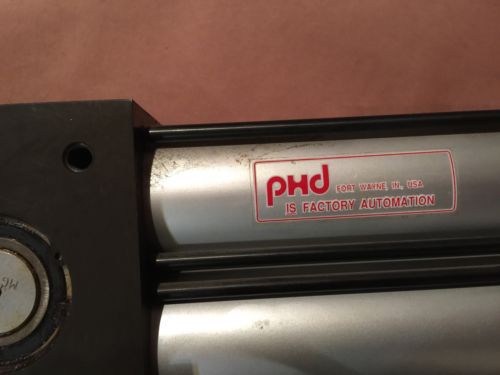 PHd FORT WAYNE, IN., USA
IS FACTORY AUTOMATION